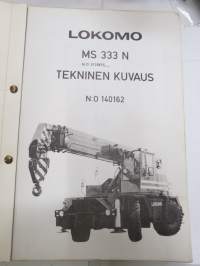 LOKOMO
MS 333 N
TEKNINEN KUVAUS
N:O 140162